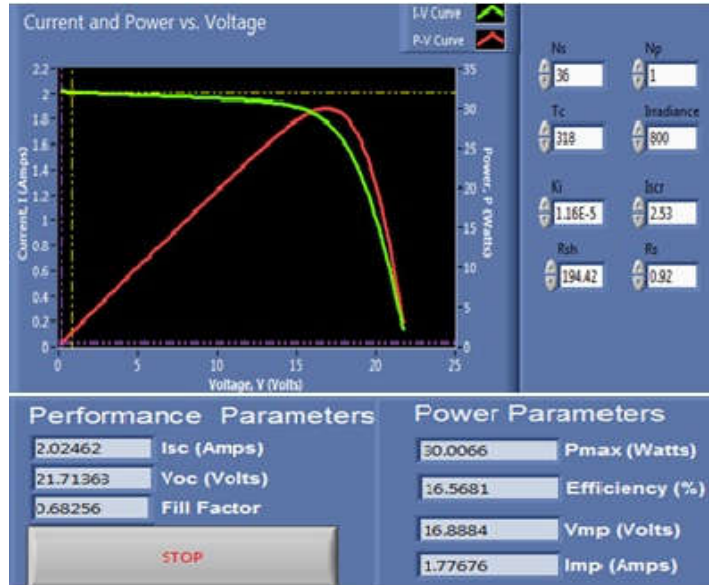 Current and Power vs. Voltage
I-V Curve
P-V Curve
2.2
2
1.8
1.6
1.4
1.2
1
0.8
0.6
0.4
0.2
0
Current, I (Amps)
35
30
25
20
15
10
5
0
Power, P (Watts)
0 5 10 15 20 25
Voltage, V (Volts)
Ns Np
36 1
Tc Irradiance
318 800
Ki Iscr
1.16E-5 2.53
Rsh Rs
194.42 0.92
Performance Parameters
2.02462 Isc (Amps)
21.71363 Voc (Volts)
0.68256 Fill Factor
STOP
Power Parameters
30.0066 Pmax (Watts)
16.5681 Efficiency (%)
16.8884 Vmp (Volts)
1.77676 Imp (Amps)